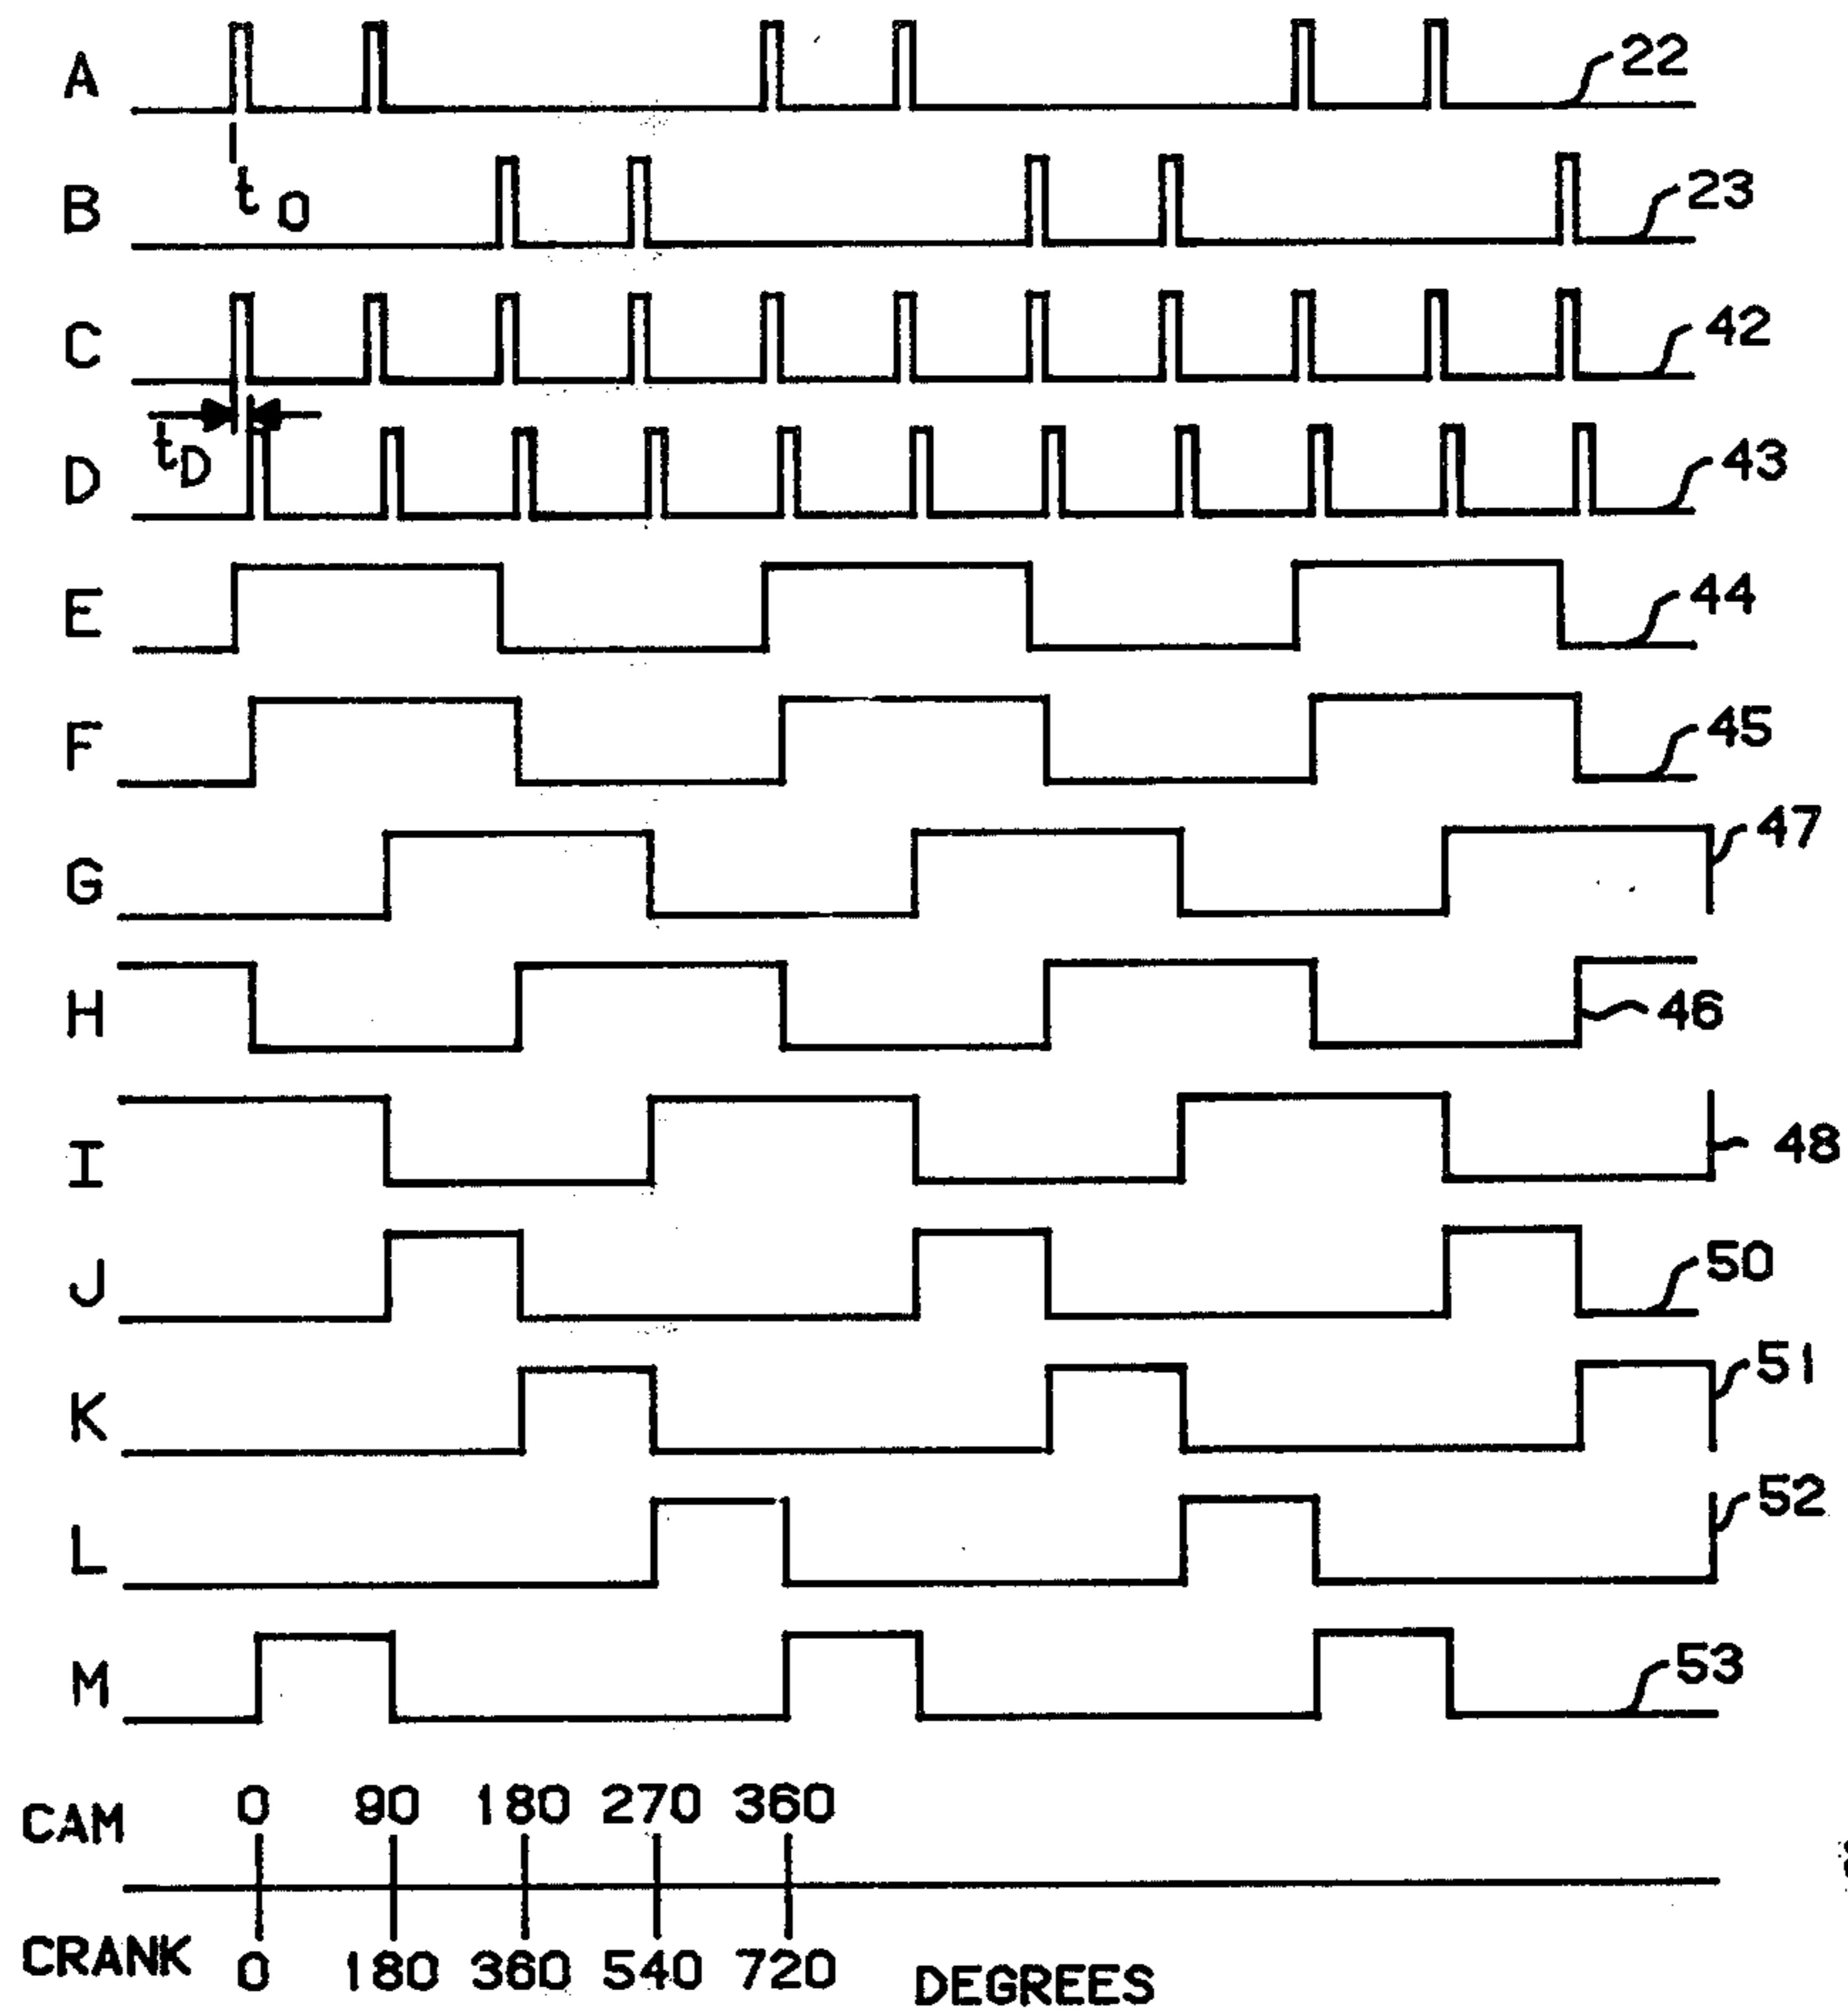 A 22
t0
B 23
C 42
tD
D 43
E 44
F 45
G 47
H 46
I 48
J 50
K 51
L 52
M 53
CAM 0 90 180 270 360
CRANK 0 180 360 540 720 DEGREES